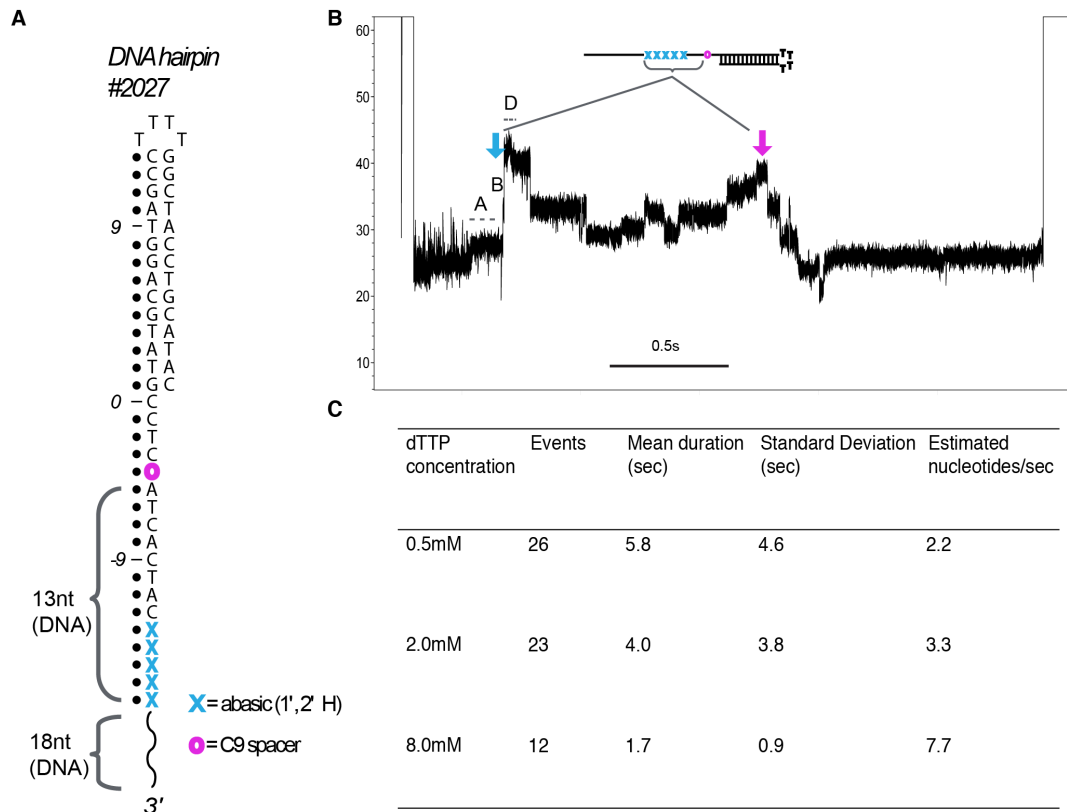 A
DNA hairpin
#2027
T T
T T
● C G
● C G
● G C
● A T
9 – T A
● G C
● G C
● A T
● C G
● G C
● T A
● A T
● T A
● G C
0 – C
● C
● T
● C
● O
● A
● T
● C
● A
-9 – C
● T
● A
● C
● X
● X
● X
● X
● X
13nt
(DNA)
18nt
(DNA)
3'
X = abasic (1', 2' H)
O = C9 spacer
B
60
50
40
30
20
10
XXXXX O T T
T T
D
B
A
0.5s
C
dTTP concentration Events Mean duration (sec) Standard Deviation (sec) Estimated nucleotides/sec
0.5mM 26 5.8 4.6 2.2
2.0mM 23 4.0 3.8 3.3
8.0mM 12 1.7 0.9 7.7